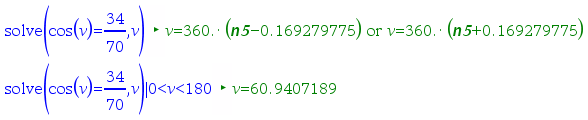 solve(cos(v)=34/70,v) ▸ v=360.·(n5−0.169279775) or v=360.·(n5+0.169279775)
solve(cos(v)=34/70,v)|0<v<180 ▸ v=60.9407189